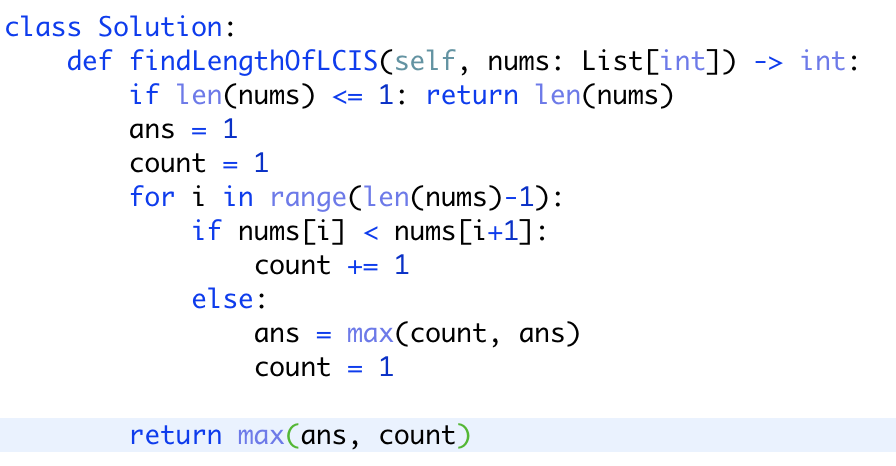 class Solution:
    def findLengthOfLCIS(self, nums: List[int]) -> int:
        if len(nums) <= 1: return len(nums)
        ans = 1
        count = 1
        for i in range(len(nums)-1):
            if nums[i] < nums[i+1]:
                count += 1
            else:
                ans = max(count, ans)
                count = 1
        return max(ans, count)